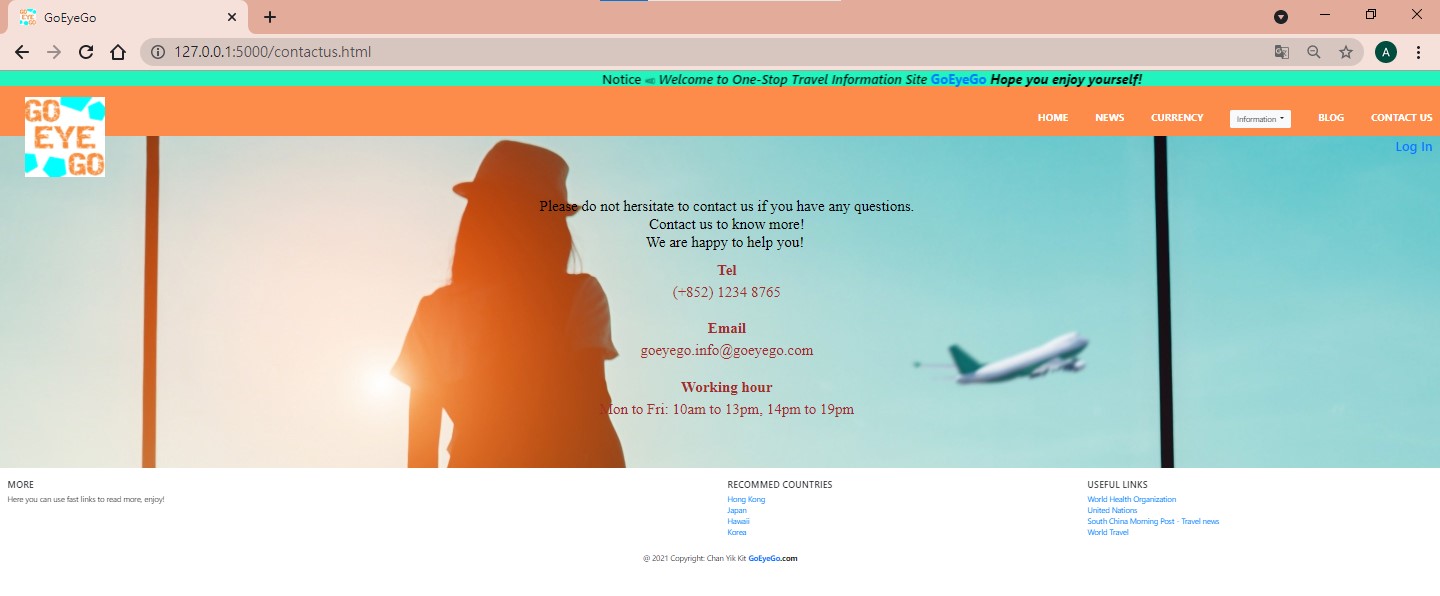 GoEyeGo
127.0.0.1:5000/contactus.html
A
Notice Welcome to One-Stop Travel Information Site GoEyeGo Hope you enjoy yourself!
GO
EYE
GO
HOME NEWS CURRENCY Information BLOG CONTACT US
Log In
Please do not hersitate to contact us if you have any questions.
Contact us to know more!
We are happy to help you!
Tel
(+852) 1234 8765
Email
goeyego.info@goeyego.com
Working hour
Mon to Fri: 10am to 13pm, 14pm to 19pm
MORE
Here you can use fast links to read more, enjoy!
RECOMMED COUNTRIES
Hong Kong
Japan
Hawaii
Korea
USEFUL LINKS
World Health Organization
United Nations
South China Morning Post - Travel news
World Travel
@ 2021 Copyright: Chan Yik Kit GoEyeGo.com